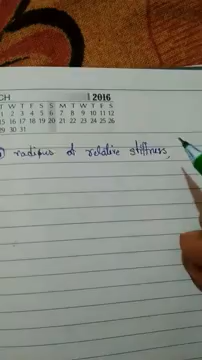 CH 2016
T W T F S S M T W T F S S M T W T F S S
1 2 3 4 5 6 7 8 9 10 11 12
15 16 17 18 19 20 21 22 23 24 25 26
29 30 31
radipus of relative stiffness,